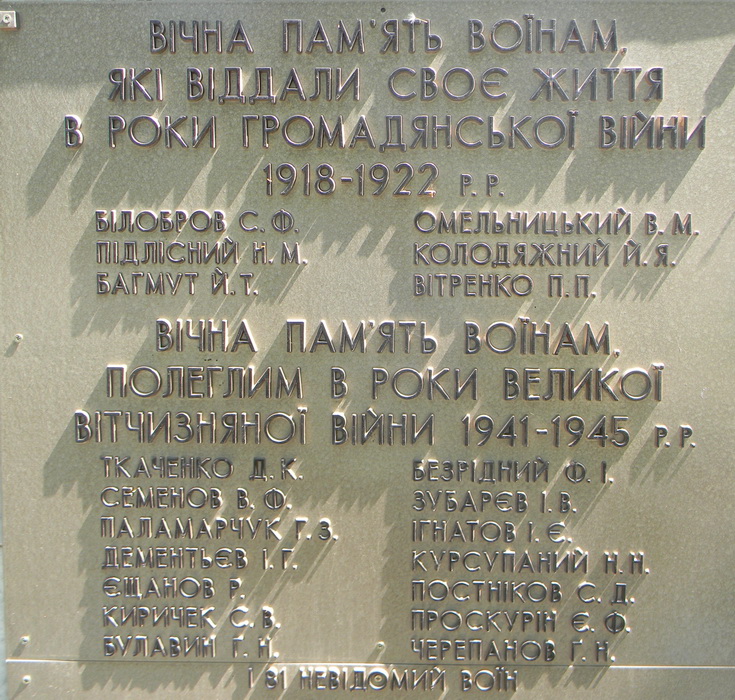 ВІЧНА ПАМ'ЯТЬ ВОЇНАМ,
ЯКІ ВІДДАЛИ СВОЄ ЖИТТЯ
В РОКИ ГРОМАДЯНСЬКОЇ ВІЙНИ
1918-1922 Р.Р.
БІЛОБРОВ С.Ф.
ПІДЛІСНИЙ Н.М.
БАГМУТ Й.Т.
ОМЕЛЬНИЦЬКИЙ В.М.
КОЛОДЯЖНИЙ Й.Я.
ВІТРЕНКО П.П.
ВІЧНА ПАМ'ЯТЬ ВОЇНАМ,
ПОЛЕГЛИМ В РОКИ ВЕЛИКОЇ
ВІТЧИЗНЯНОЇ ВІЙНИ 1941-1945 Р.Р.
ТКАЧЕНКО Д.К.
СЕМЕНОВ В.Ф.
ПАЛАМАРЧУК Г.З.
ДЕМЕНТЬЄВ І.Г.
ЄЩАНОВ Р.
КИРИЧЕК С.В.
БУЛАВИН Г.Н.
БЕЗРІДНИЙ Ф.І.
ЗУБАРЄВ І.В.
ІГНАТОВ І.Є.
КУРСУПАНИЙ Н.Н.
ПОСТНІКОВ С.Д.
ПРОСКУРІН Є.Ф.
ЧЕРЕПАНОВ Г.Н.
І 81 НЕВІДОМИЙ ВОЇН